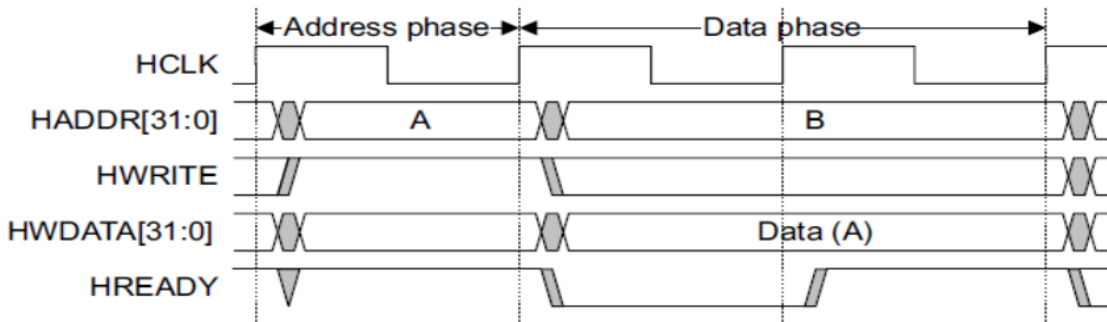 Address phase Data phase
HCLK
HADDR[31:0] A B
HWRITE
HWDATA[31:0] Data (A)
HREADY